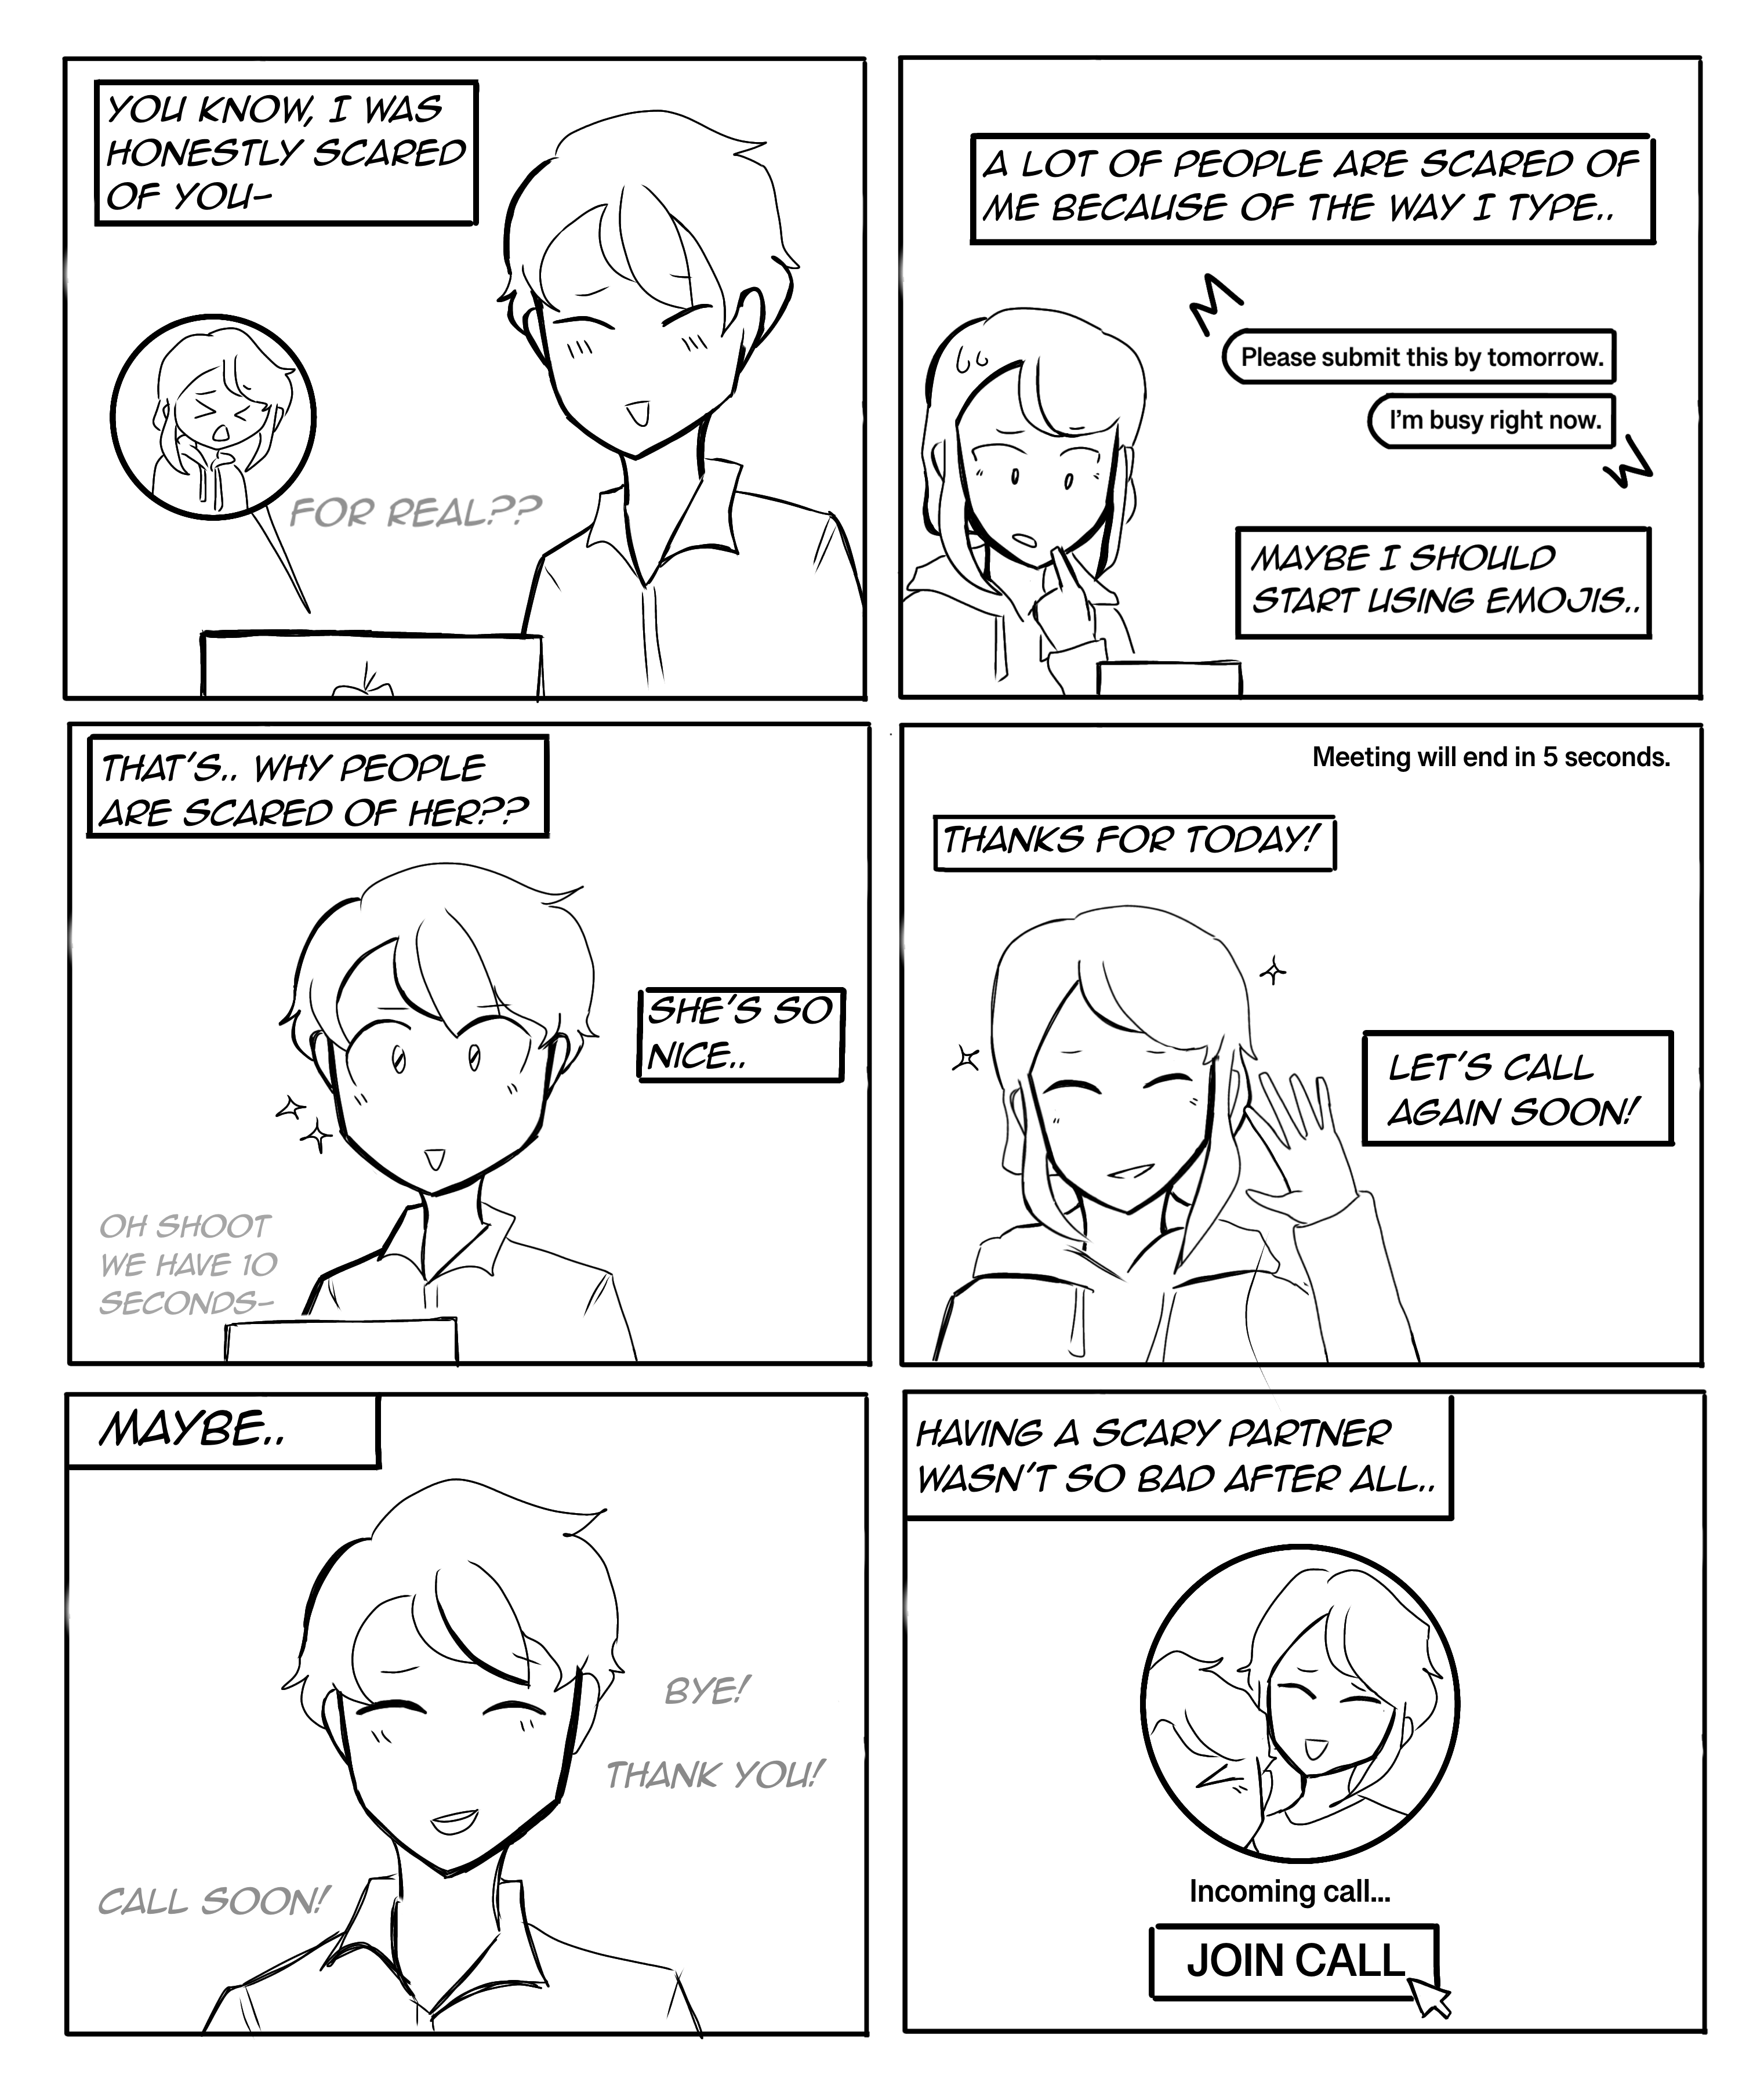 YOU KNOW, I WAS
HONESTLY SCARED
OF YOU-
FOR REAL??
A LOT OF PEOPLE ARE SCARED OF
ME BECAUSE OF THE WAY I TYPE..
Please submit this by tomorrow.
I'm busy right now.
MAYBE I SHOULD
START USING EMOJIS..
THAT'S.. WHY PEOPLE
ARE SCARED OF HER??
SHE'S SO
NICE..
OH SHOOT
WE HAVE 10
SECONDS-
Meeting will end in 5 seconds.
THANKS FOR TODAY!
LET'S CALL
AGAIN SOON!
MAYBE..
BYE!
THANK YOU!
CALL SOON!
HAVING A SCARY PARTNER
WASN'T SO BAD AFTER ALL..
Incoming call...
JOIN CALL